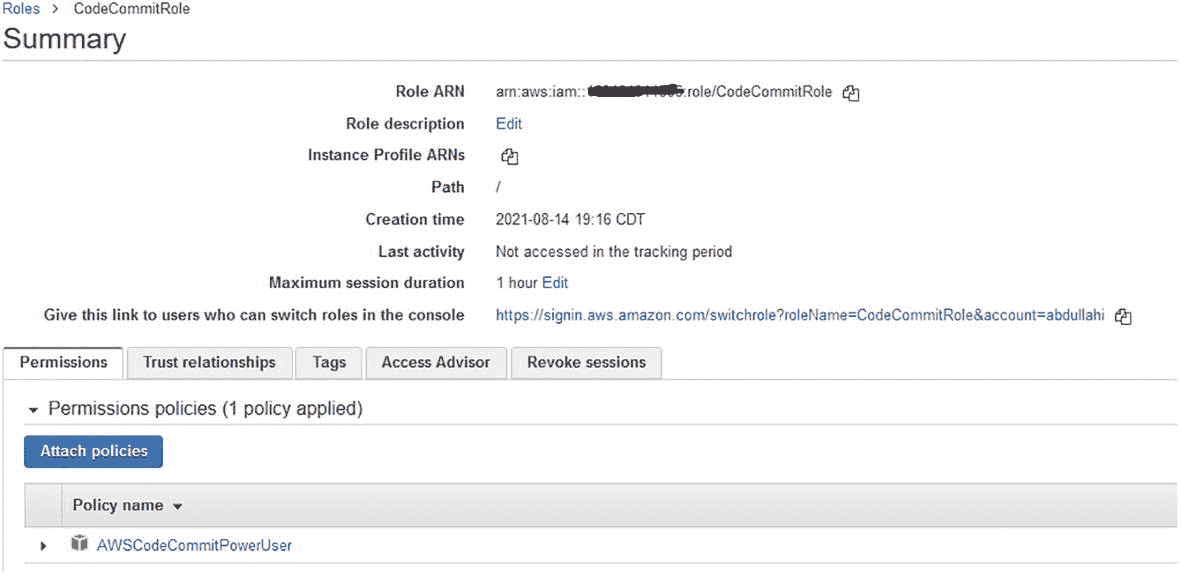 Roles > CodeCommitRole
Summary
Role ARN arn:aws:iam:: :role/CodeCommitRole
Role description Edit
Instance Profile ARNs
Path /
Creation time 2021-08-14 19:16 CDT
Last activity Not accessed in the tracking period
Maximum session duration 1 hour Edit
Give this link to users who can switch roles in the console https://signin.aws.amazon.com/switchrole?roleName=CodeCommitRole&account=abdullahi
Permissions Trust relationships Tags Access Advisor Revoke sessions
Permissions policies (1 policy applied)
Attach policies
Policy name
AWSCodeCommitPowerUser